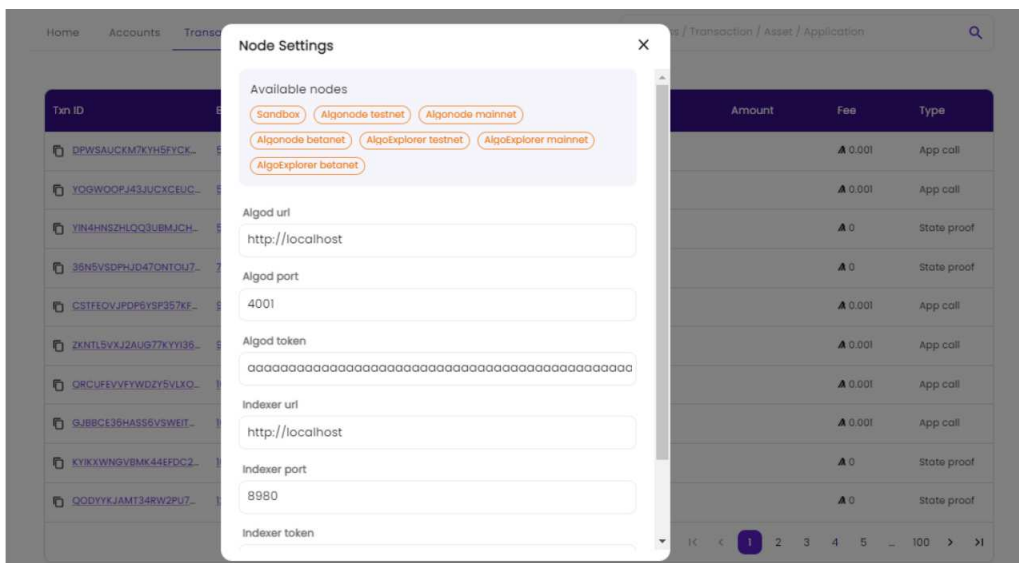 Home Accounts Transa
ss / Transaction / Asset / Application
Node Settings
Available nodes
Sandbox Algonode testnet Algonode mainnet
Algonode betanet AlgoExplorer testnet AlgoExplorer mainnet
AlgoExplorer betanet
Algod url
http://localhost
Algod port
4001
Algod token
aaaaaaaaaaaaaaaaaaaaaaaaaaaaaaaaaaaaaaaaaaaaaaa
Indexer url
http://localhost
Indexer port
8980
Indexer token
Txn ID Amount Fee Type
DPWSAUCKM7KYH5FYCK... 0.001 App call
YOGWOOPJ43JUCXCEUC... 0.001 App call
YIN4HNSZHLQQ3UBMJCH... 0 State proof
35N5VSDPHJD47ONTOIJ7... 0 State proof
CSTFEOVJPDP6YSP357KF... 0.001 App call
ZKNTL5VXJ2AUG77KYYI36... 0.001 App call
QRCUFEVVFYWDZY5VLXO... 0.001 App call
GJBBCE36HASS6VSWEIT... 0.001 App call
KYIKXWNGVBMK44EFDC2... 0 State proof
QODYYKJAMT34RW2PU7... 0 State proof
1 2 3 4 5 ... 100